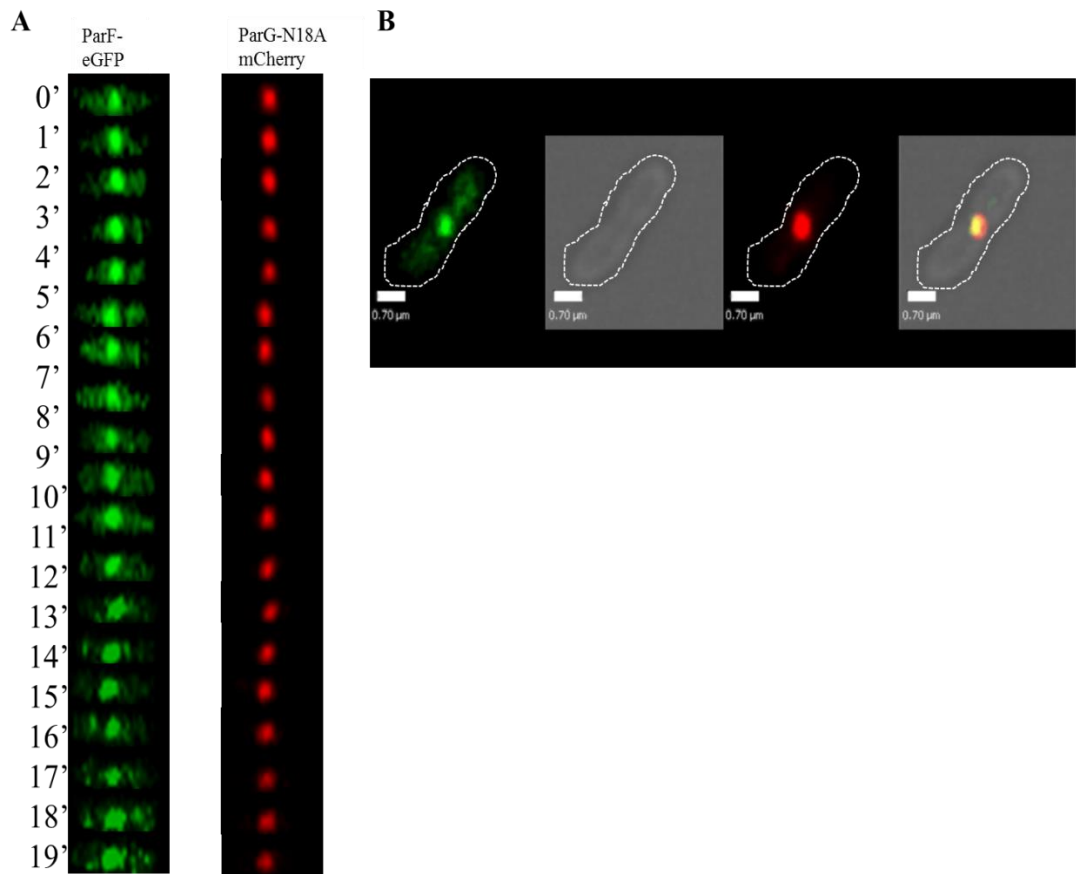 A
ParF-
eGFP
ParG-N18A
mCherry
B
0’
1’
2’
3’
4’
5’
6’
7’
8’
9’
10’
11’
12’
13’
14’
15’
16’
17’
18’
19’
0.70 µm
0.70 µm
0.70 µm
0.70 µm